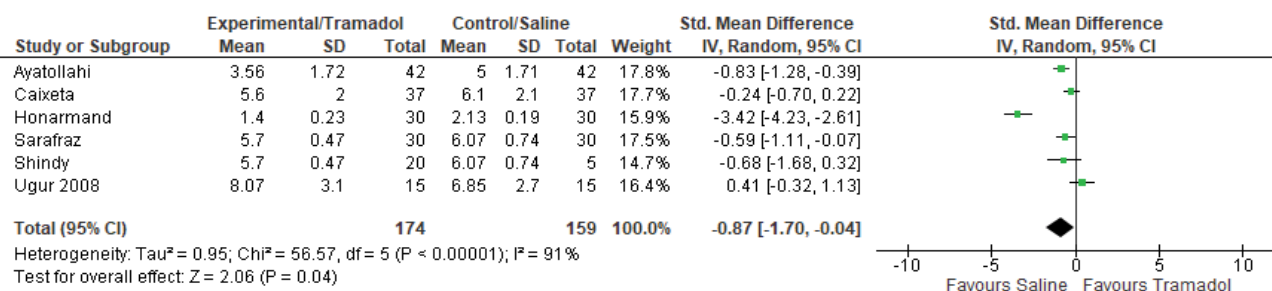 Experimental/Tramadol Control/Saline Std. Mean Difference Std. Mean Difference
Study or Subgroup Mean SD Total Mean SD Total Weight IV, Random, 95% CI IV, Random, 95% CI
Ayatollahi 3.56 1.72 42 5 1.71 42 17.8% -0.83 [-1.28, -0.39]
Caixeta 5.6 2 37 6.1 2.1 37 17.7% -0.24 [-0.70, 0.22]
Honarmand 1.4 0.23 30 2.13 0.19 30 15.9% -3.42 [-4.23, -2.61]
Sarafraz 5.7 0.47 30 6.07 0.74 30 17.5% -0.59 [-1.11, -0.07]
Shindy 5.7 0.47 20 6.07 0.74 5 14.7% -0.68 [-1.68, 0.32]
Ugur 2008 8.07 3.1 15 6.85 2.7 15 16.4% 0.41 [-0.32, 1.13]
Total (95% CI) 174 159 100.0% -0.87 [-1.70, -0.04]
Heterogeneity: Tau² = 0.95; Chi² = 56.57, df = 5 (P < 0.00001); I² = 91%
Test for overall effect: Z = 2.06 (P = 0.04)
-10 -5 0 5 10
Favours Saline Favours Tramadol